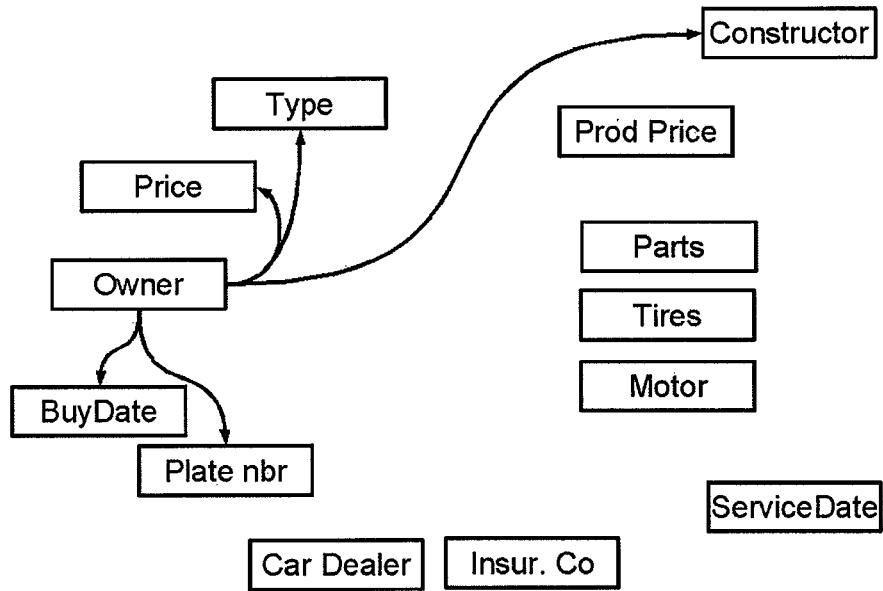 Constructor
Type
Prod Price
Price
Parts
Owner
Tires
Motor
BuyDate
Plate nbr
ServiceDate
Car Dealer
Insur. Co